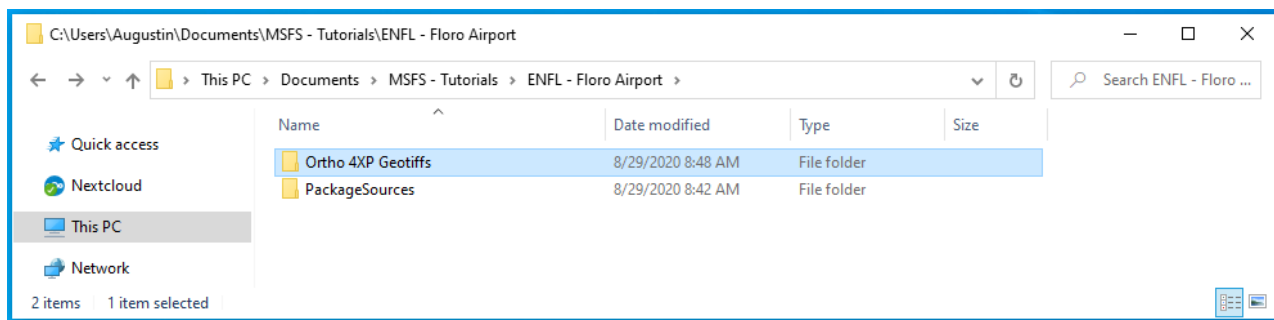 C:\Users\Augustin\Documents\MSFS - Tutorials\ENFL - Floro Airport
This PC > Documents > MSFS - Tutorials > ENFL - Floro Airport >
Search ENFL - Floro ...
Name Date modified Type Size
Quick access
Ortho 4XP Geotiffs 8/29/2020 8:48 AM File folder
Nextcloud
PackageSources 8/29/2020 8:42 AM File folder
This PC
Network
2 items 1 item selected